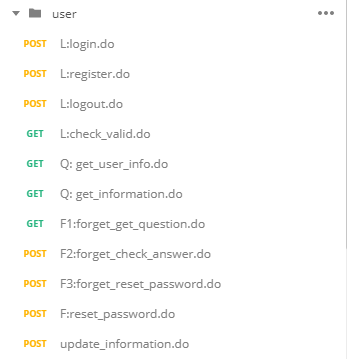 user
POST L:login.do
POST L:register.do
POST L:logout.do
GET L:check_valid.do
GET Q: get_user_info.do
GET Q: get_information.do
GET F1:forget_get_question.do
POST F2:forget_check_answer.do
POST F3:forget_reset_password.do
POST F:reset_password.do
POST update_information.do